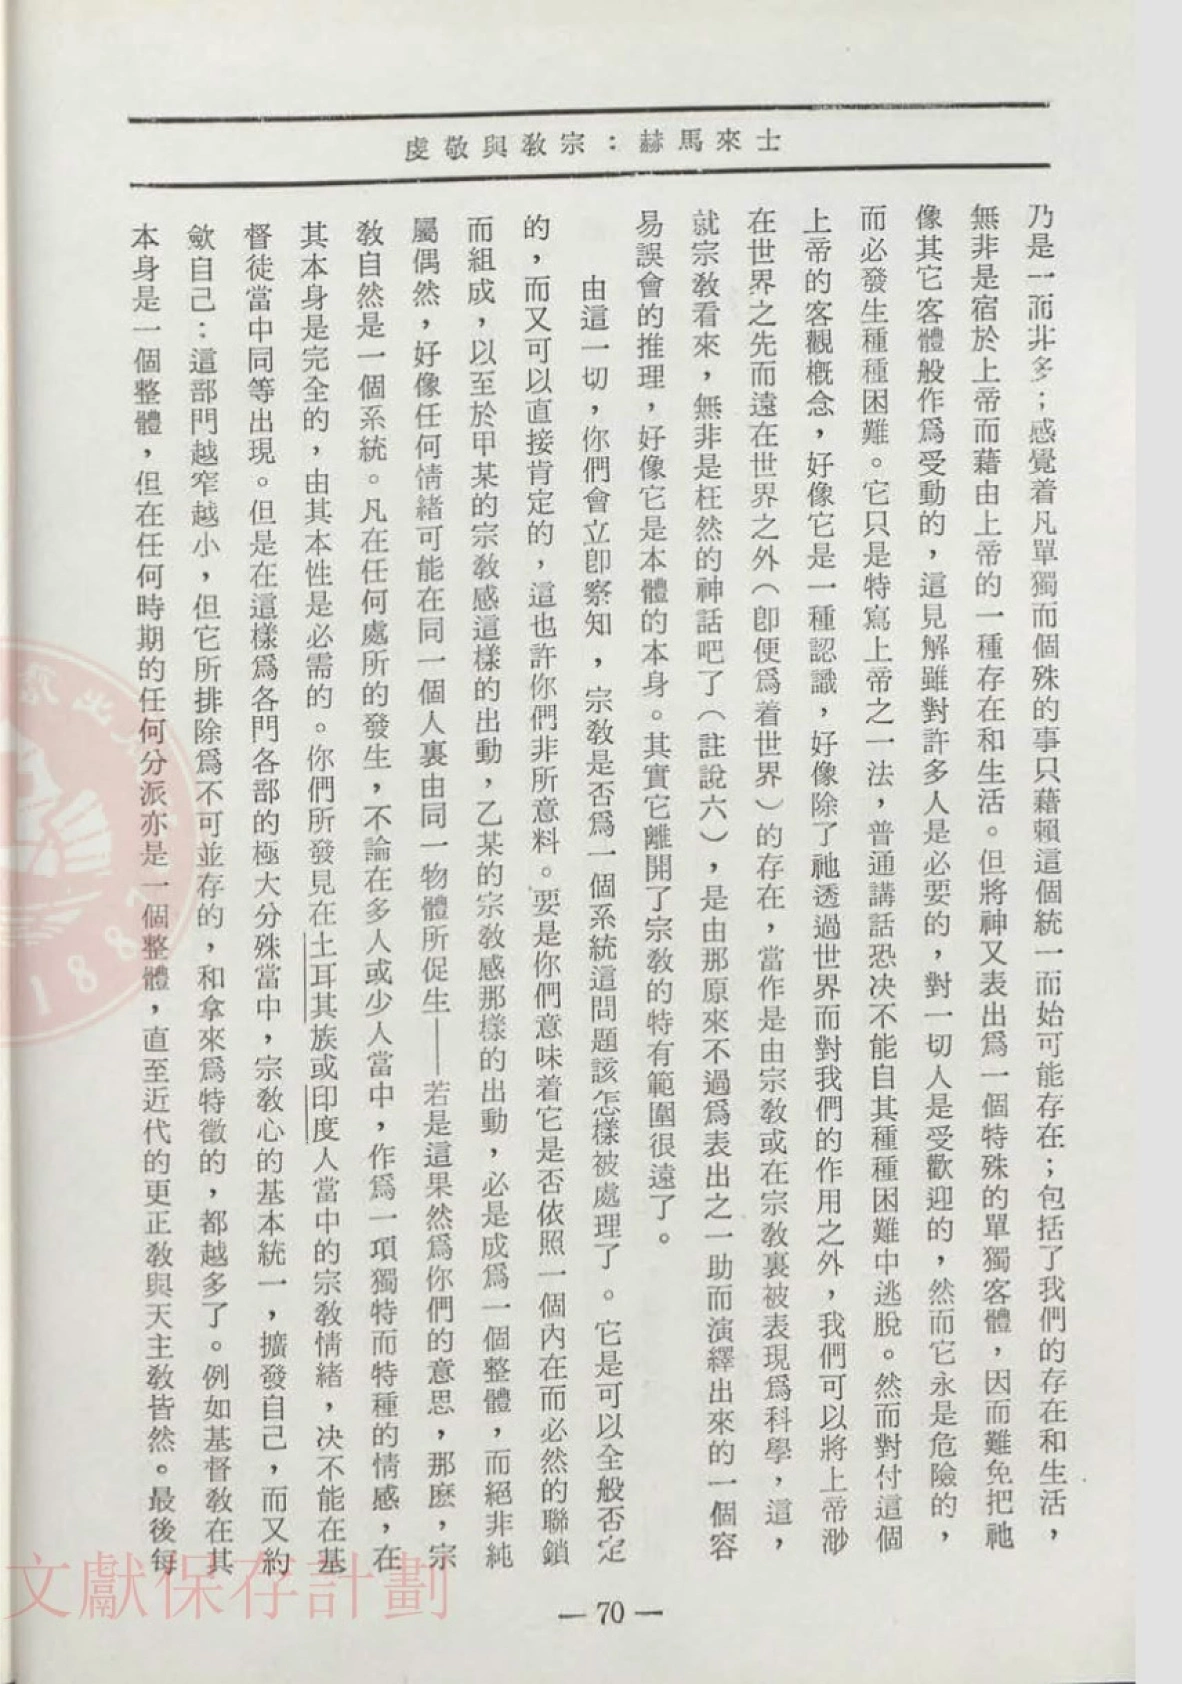 士來馬赫：宗教與敬虔
乃是一而非多；感覺着凡單獨而個殊的事只藉賴這個統一而始可能存在；包括了我們的存在和生活，
無非是宿於上帝而藉由上帝的一種存在和生活。但將神又表出爲一個特殊的單獨客體，因而難免把祂
像其它客體般作爲受動的，這見解雖對許多人是必要的，對一切人是受歡迎的，然而它永是危險的，
而必發生種種困難。它只是特寫上帝之一法，普通講話恐決不能自其種種困難中逃脫。然而對付這個
上帝的客觀槪念，好像它是一種認識，好像除了祂透過世界而對我們的作用之外，我們可以將上帝渺
在世界之先而遠在世界之外（卽便爲着世界）的存在，當作是由宗教或在宗教裏被表現爲科學，這，
就宗教看來，無非是枉然的神話吧了（註說六），是由那原來不過爲表出之一助而演繹出來的一個容
易誤會的推理，好像它是本體的本身。其實它離開了宗教的特有範圍很遠了。
由這一切，你們會立卽察知，宗教是否爲一個系統這問題該怎樣被處理了。它是可以全般否定
的，而又可以直接肯定的，這也許你們非所意料。要是你們意味着它是否依照一個內在而必然的聯鎖
而組成，以至於甲某的宗教感這樣的出動，乙某的宗教感那樣的出動，必是成爲一個整體，而絕非純
屬偶然，好像任何情緒可能在同一個人裏由同一物體所促生——若是這果然爲你們的意思，那麽，宗
教自然是一個系統。凡在任何處所的發生，不論在多人或少人當中，作爲一項獨特而特種的情感，在
其本身是完全的，由其本性是必需的。你們所發見在土耳其族或印度人當中的宗教情緒，决不能在基
督徒當中同等出現。但是在這樣爲各門各部的極大分殊當中，宗教心的基本統一，擴發自己，而又約
歛自己：這部門越窄越小，但它所排除爲不可並存的，和拿來爲特徵的，都越多了。例如基督教在其
本身是一個整體，但在任何時期的任何分派亦是一個整體，直至近代的更正教與天主教皆然。最後每
— 70 —
文獻保存計劃
188